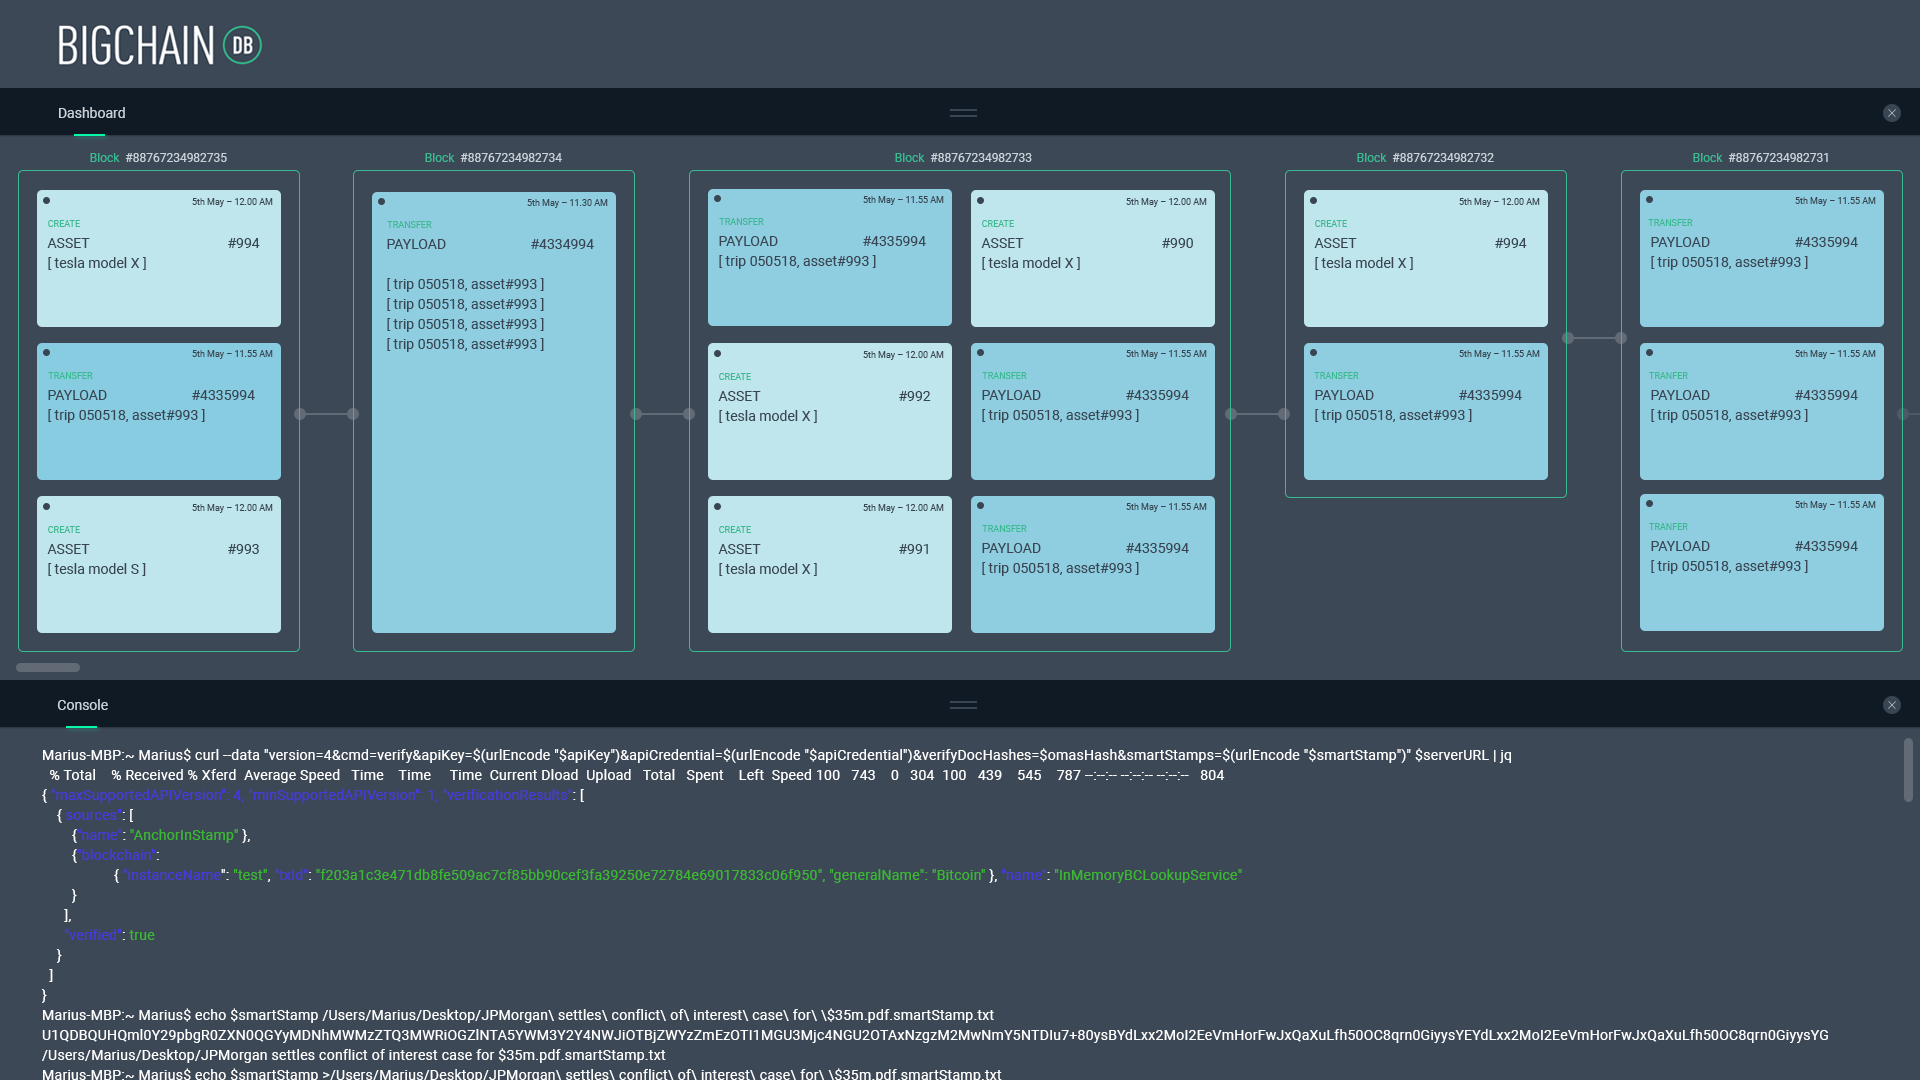 BIGCHAIN DB
Dashboard
Block #88767234982735
5th May – 12.00 AM
CREATE
ASSET #994
[ tesla model X ]
5th May – 11.55 AM
TRANSFER
PAYLOAD #4335994
[ trip 050518, asset#993 ]
5th May – 12.00 AM
CREATE
ASSET #993
[ tesla model S ]
Block #88767234982734
5th May – 11.30 AM
TRANSFER
PAYLOAD #4334994
[ trip 050518, asset#993 ]
[ trip 050518, asset#993 ]
[ trip 050518, asset#993 ]
[ trip 050518, asset#993 ]
Block #88767234982733
5th May – 11.55 AM
TRANSFER
PAYLOAD #4335994
[ trip 050518, asset#993 ]
5th May – 12.00 AM
CREATE
ASSET #992
[ tesla model X ]
5th May – 12.00 AM
CREATE
ASSET #991
[ tesla model X ]
5th May – 12.00 AM
CREATE
ASSET #990
[ tesla model X ]
5th May – 11.55 AM
TRANSFER
PAYLOAD #4335994
[ trip 050518, asset#993 ]
5th May – 11.55 AM
TRANSFER
PAYLOAD #4335994
[ trip 050518, asset#993 ]
Block #88767234982732
5th May – 12.00 AM
CREATE
ASSET #994
[ tesla model X ]
5th May – 11.55 AM
TRANSFER
PAYLOAD #4335994
[ trip 050518, asset#993 ]
Block #88767234982731
5th May – 11.55 AM
TRANSFER
PAYLOAD #4335994
[ trip 050518, asset#993 ]
5th May – 11.55 AM
TRANFER
PAYLOAD #4335994
[ trip 050518, asset#993 ]
5th May – 11.55 AM
TRANFER
PAYLOAD #4335994
[ trip 050518, asset#993 ]
Console
Marius-MBP:~ Marius$ curl --data "version=4&cmd=verify&apiKey=$(urlEncode "$apiKey")&apiCredential=$(urlEncode "$apiCredential")&verifyDocHashes=$omasHash&smartStamps=$(urlEncode "$smartStamp")" $serverURL | jq
% Total % Received % Xferd Average Speed Time Time Time Current Dload Upload Total Spent Left Speed 100 743 0 304 100 439 545 787 --:--:-- --:--:-- --:--:-- 804
{ "maxSupportedAPIVersion": 4, "minSupportedAPIVersion": 1, "verificationResults": [
{ sources": [
{"name": "AnchorInStamp" },
{"blockchain":
{ "instanceName": "test", "txId": "f203a1c3e471db8fe509ac7cf85bb90cef3fa39250e72784e69017833c06f950", "generalName": "Bitcoin" }, "name": "InMemoryBCLookupService"
}
],
"verified": true
}
]
}
Marius-MBP:~ Marius$ echo $smartStamp /Users/Marius/Desktop/JPMorgan\ settles\ conflict\ of\ interest\ case\ for\ \$35m.pdf.smartStamp.txt
U1QDBQUHQml0Y29pbgR0ZXN0QGYyMDNhMWMzZTQ3MWRiOGZlNTA5YWM3Y2Y4NWJiOTBjZWYzZmEzOTI1MGU3Mjc4NGU2OTAxNzgzM2MwNmY5NTDIu7+80ysBYdLxx2MoI2EeVmHorFwJxQaXuLfh50OC8qrn0GiyysYEYdLxx2MoI2EeVmHorFwJxQaXuLfh50OC8qrn0GiyysYG
/Users/Marius/Desktop/JPMorgan settles conflict of interest case for $35m.pdf.smartStamp.txt
Marius-MBP:~ Marius$ echo $smartStamp >/Users/Marius/Desktop/JPMorgan\ settles\ conflict\ of\ interest\ case\ for\ \$35m.pdf.smartStamp.txt